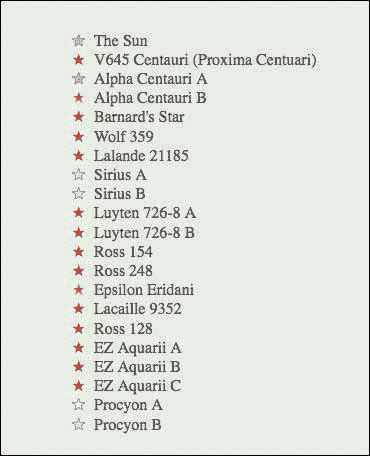 The Sun
V645 Centauri (Proxima Centuari)
Alpha Centauri A
Alpha Centauri B
Barnard's Star
Wolf 359
Lalande 21185
Sirius A
Sirius B
Luyten 726-8 A
Luyten 726-8 B
Ross 154
Ross 248
Epsilon Eridani
Lacaille 9352
Ross 128
EZ Aquarii A
EZ Aquarii B
EZ Aquarii C
Procyon A
Procyon B